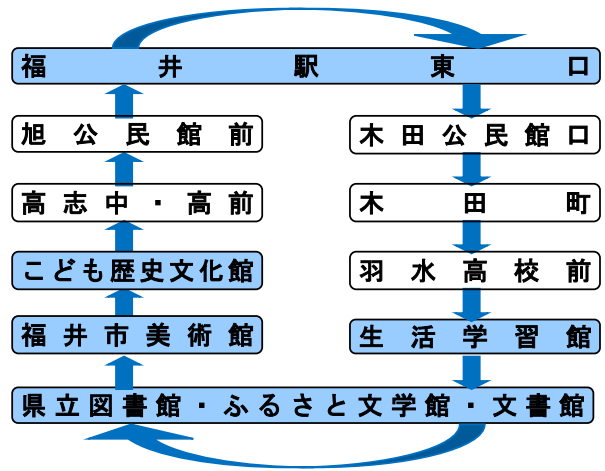 福井駅東口
旭公民館前
木田公民館口
高志中・高前
木田町
こども歴史文化館
羽水高校前
福井市美術館
生活学習館
県立図書館・ふるさと文学館・文書館